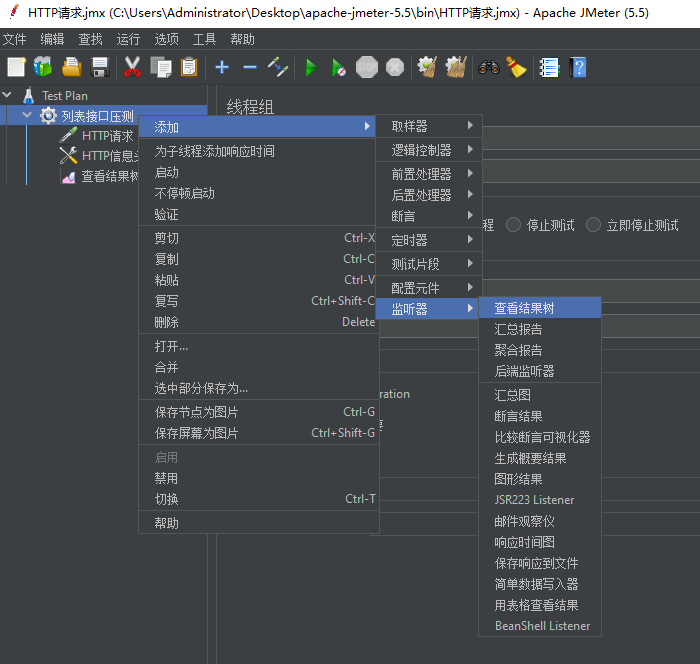 HTTP请求.jmx (C:\Users\Administrator\Desktop\apache-jmeter-5.5\bin\HTTP请求.jmx) - Apache JMeter (5.5)
文件 编辑 查找 运行 选项 工具 帮助
Test Plan
列表接口压测
HTTP请求
HTTP信息
查看结果树
线程组
程 停止测试 立即停止测试
ration
添加
为子线程添加响应时间
启动
不停顿启动
验证
剪切 Ctrl-X
复制 Ctrl-C
粘贴 Ctrl-V
复写 Ctrl+Shift-C
删除 Delete
打开...
合并
选中部分保存为...
保存节点为图片 Ctrl-G
保存屏幕为图片 Ctrl+Shift-G
启用
禁用
切换 Ctrl-T
帮助
取样器
逻辑控制器
前置处理器
后置处理器
断言
定时器
测试片段
配置元件
监听器
查看结果树
汇总报告
聚合报告
后端监听器
汇总图
断言结果
比较断言可视化器
生成概要结果
图形结果
JSR223 Listener
邮件观察仪
响应时间图
保存响应到文件
简单数据写入器
用表格查看结果
BeanShell Listener